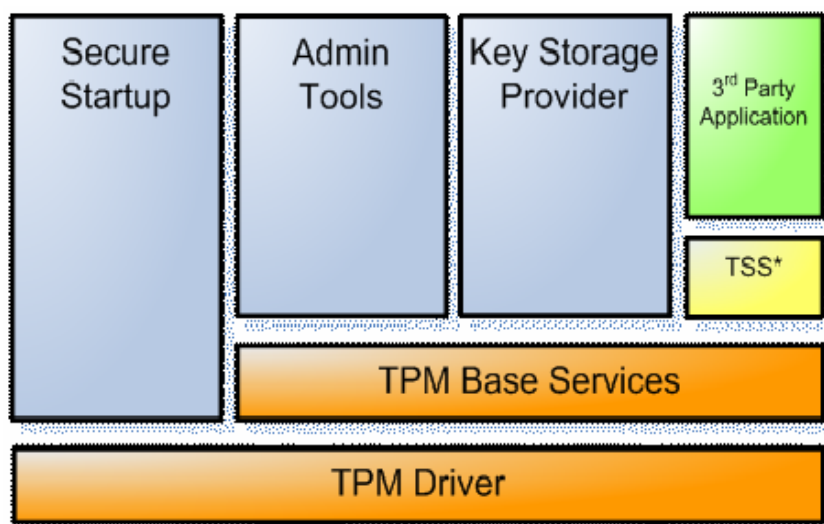 Secure
Startup
Admin
Tools
Key Storage
Provider
3rd Party
Application
TSS*
TPM Base Services
TPM Driver